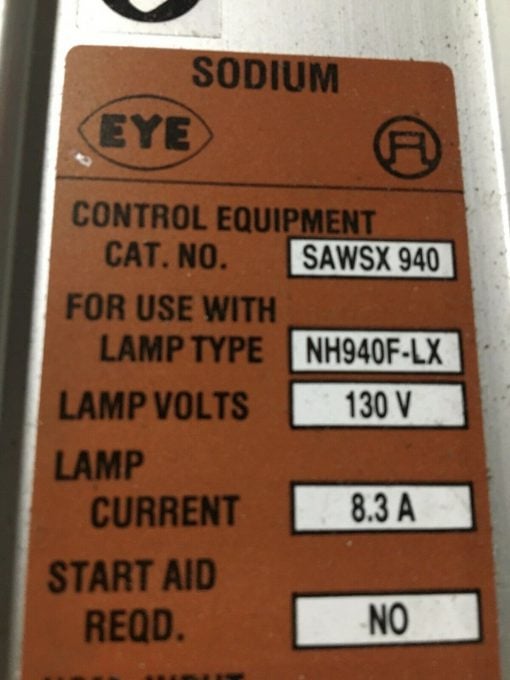 SODIUM
EYE
CONTROL EQUIPMENT
CAT. NO. SAWSX 940
FOR USE WITH
LAMP TYPE NH940F-LX
LAMP VOLTS 130 V
LAMP
CURRENT 8.3 A
START AID
REQD. NO